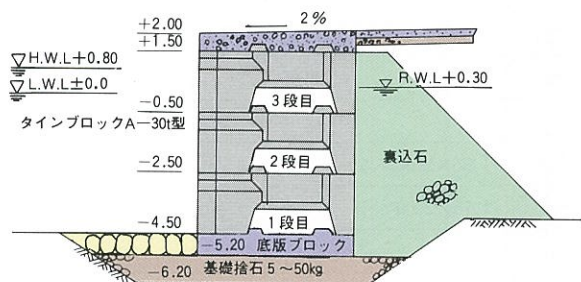 +2.00
2%
+1.50
H.W.L+0.80
L.W.L±0.0
R.W.L+0.30
-0.50
3段目
タインブロックA-30t型
2段目
裏込石
-2.50
1段目
-4.50
-5.20 底版ブロック
基礎捨石5~50kg
-6.20